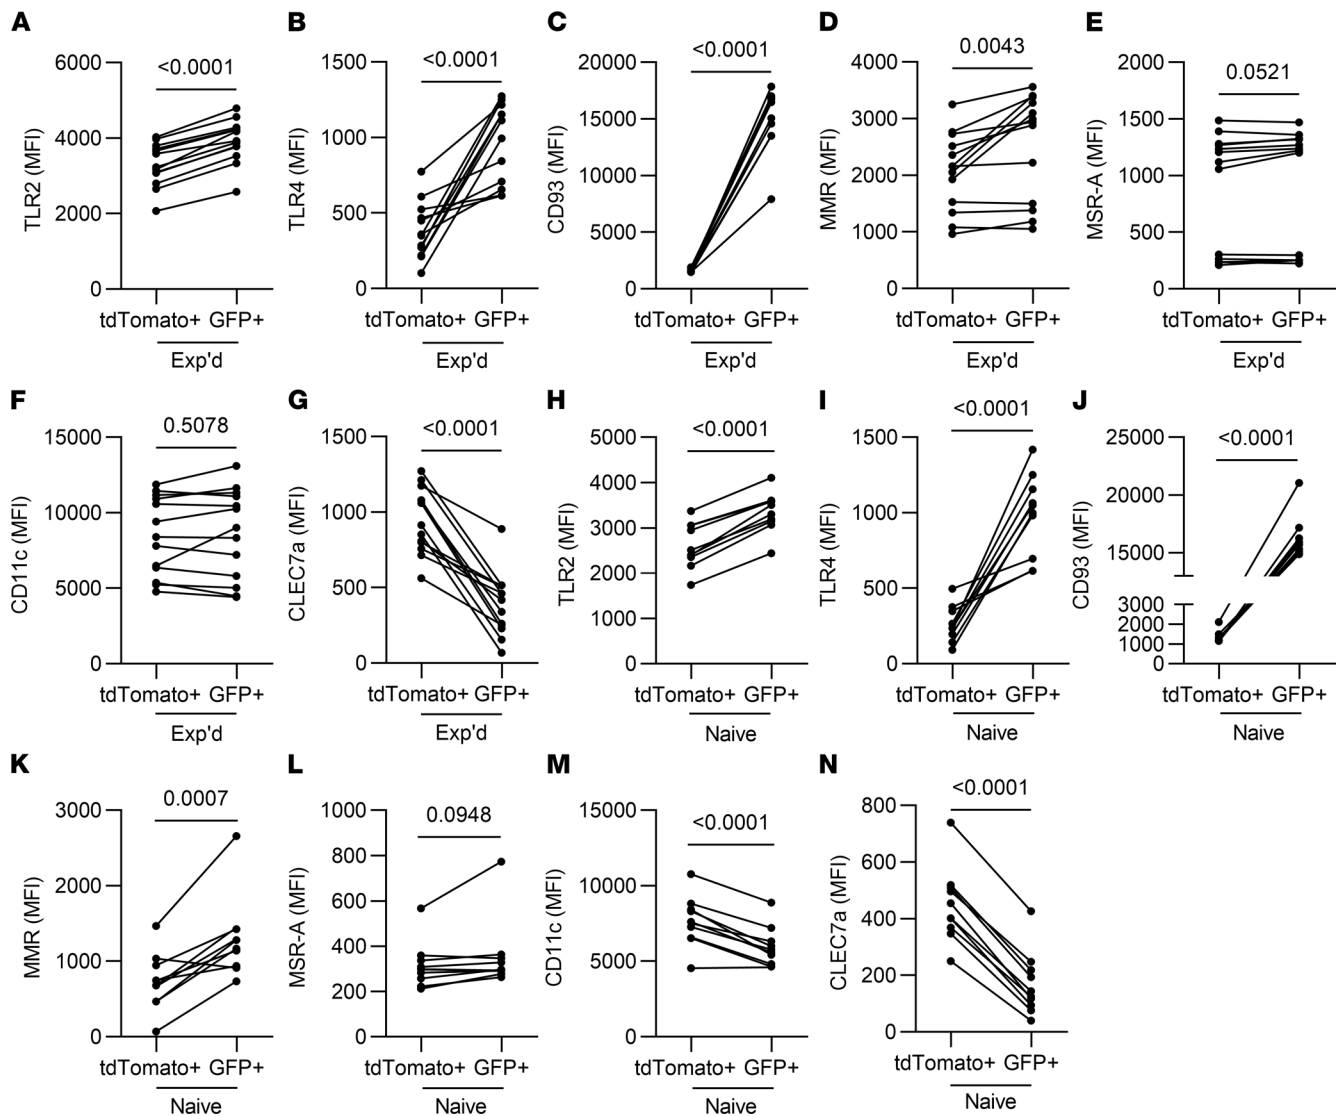 A
TLR2 (MFI)
6000
4000
2000
0
<0.0001
tdTomato+ GFP+
Exp'd
B
TLR4 (MFI)
1500
1000
500
0
<0.0001
tdTomato+ GFP+
Exp'd
C
CD93 (MFI)
20000
15000
10000
5000
0
<0.0001
tdTomato+ GFP+
Exp'd
D
MMR (MFI)
4000
3000
2000
1000
0
0.0043
tdTomato+ GFP+
Exp'd
E
MSR-A (MFI)
2000
1500
1000
500
0
0.0521
tdTomato+ GFP+
Exp'd
F
CD11c (MFI)
15000
10000
5000
0
0.5078
tdTomato+ GFP+
Exp'd
G
CLEC7a (MFI)
1500
1000
500
0
<0.0001
tdTomato+ GFP+
Exp'd
H
TLR2 (MFI)
5000
4000
3000
2000
1000
0
<0.0001
tdTomato+ GFP+
Naive
I
TLR4 (MFI)
1500
1000
500
0
<0.0001
tdTomato+ GFP+
Naive
J
CD93 (MFI)
25000
20000
15000
3000
2000
1000
0
<0.0001
tdTomato+ GFP+
Naive
K
MMR (MFI)
3000
2000
1000
0
0.0007
tdTomato+ GFP+
Naive
L
MSR-A (MFI)
1000
800
600
400
200
0
0.0948
tdTomato+ GFP+
Naive
M
CD11c (MFI)
15000
10000
5000
0
<0.0001
tdTomato+ GFP+
Naive
N
CLEC7a (MFI)
800
600
400
200
0
<0.0001
tdTomato+ GFP+
Naive